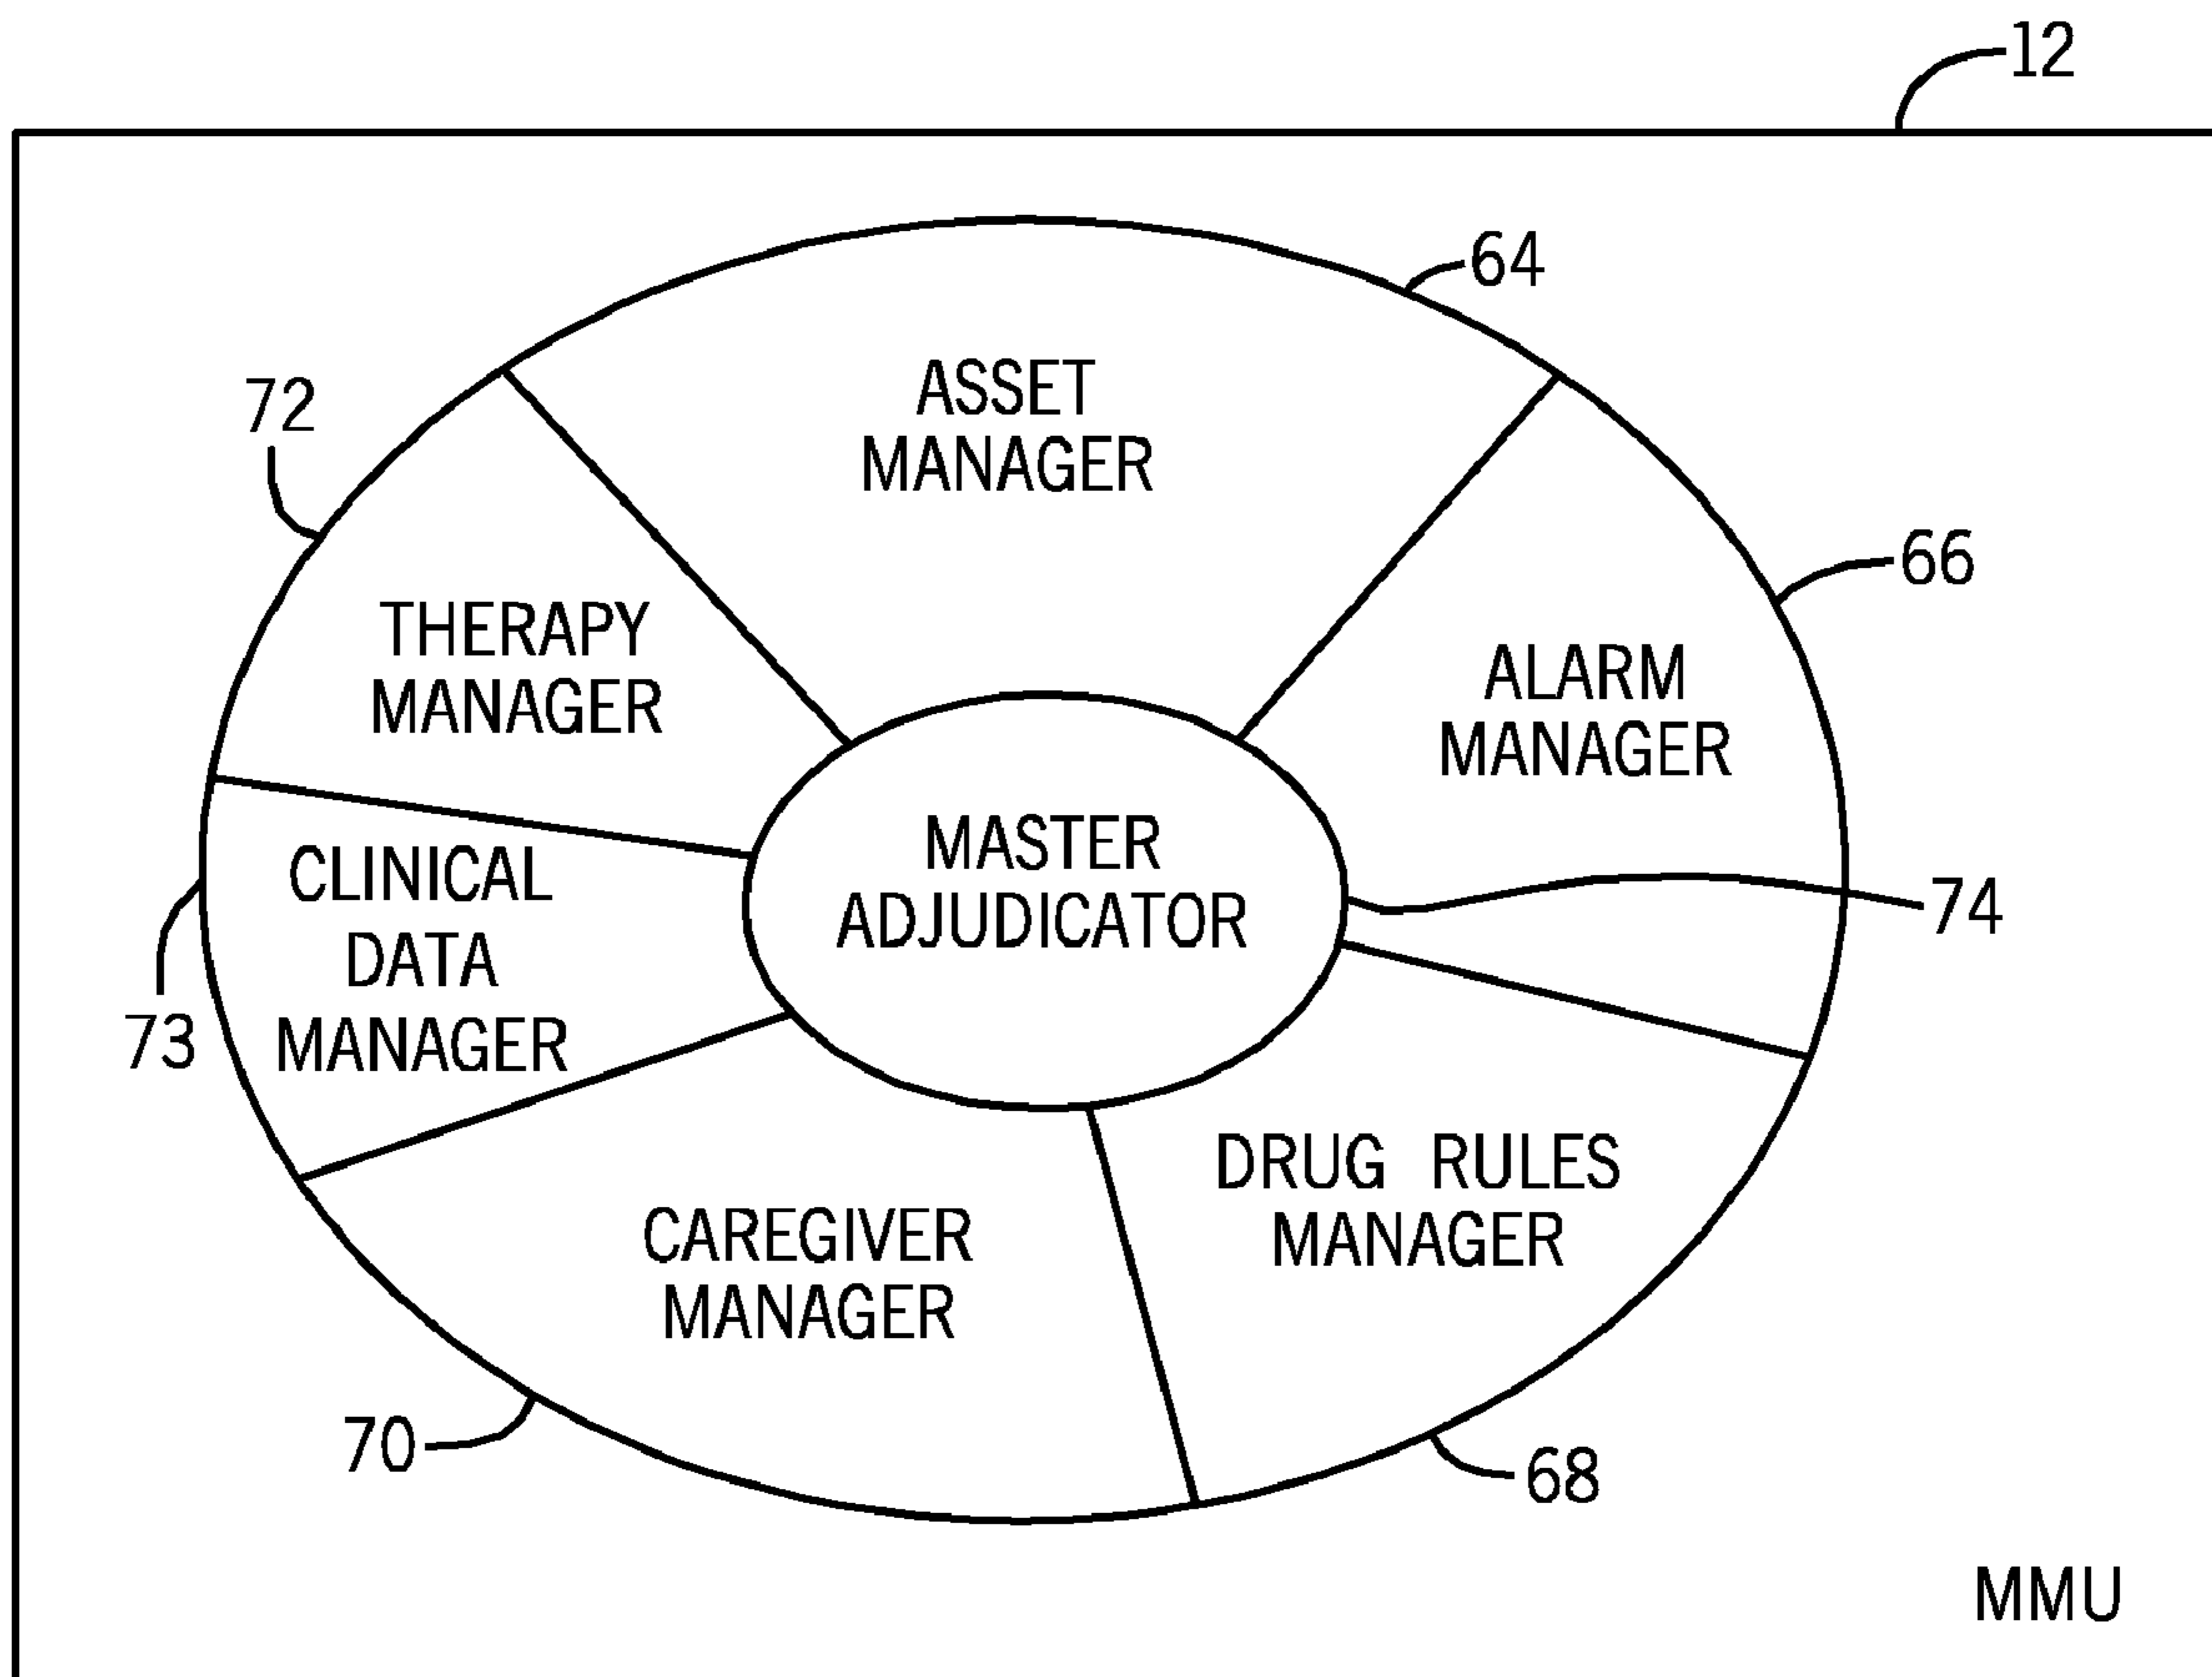 12
64
ASSET
MANAGER
72
66
THERAPY
MANAGER
ALARM
MANAGER
MASTER
ADJUDICATOR
74
CLINICAL
DATA
MANAGER
73
DRUG RULES
MANAGER
CAREGIVER
MANAGER
70
68
MMU